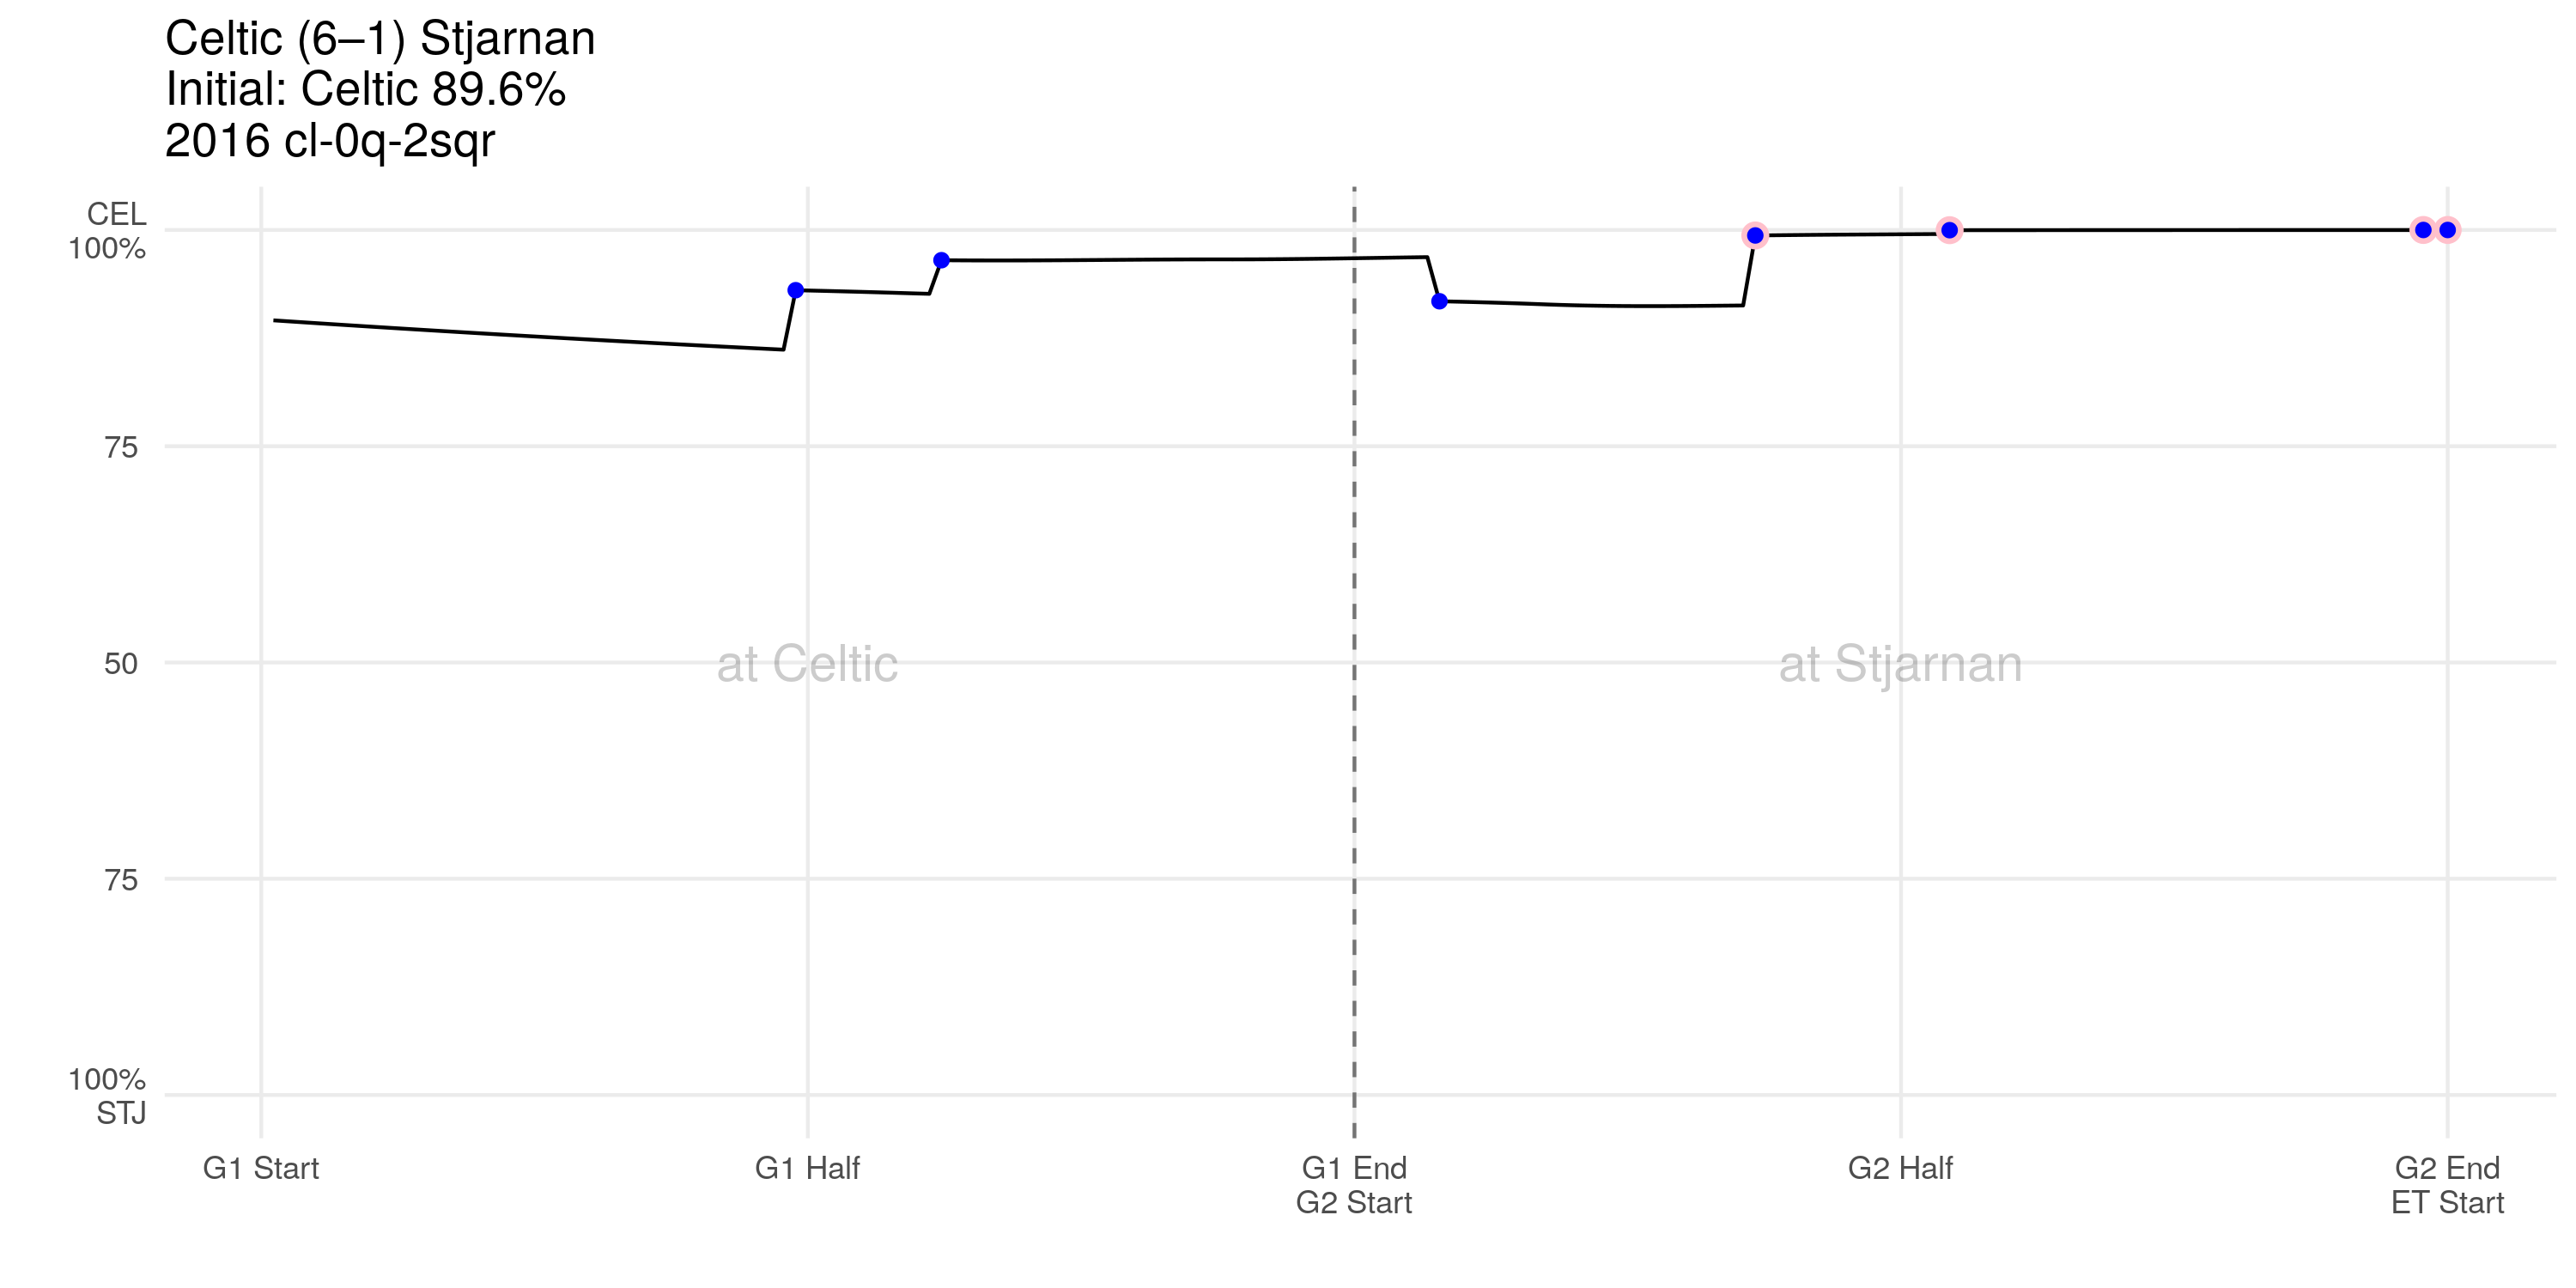 Celtic (6–1) Stjarnan
Initial: Celtic 89.6%
2016 cl-0q-2sqr
CEL
100%
75
50
75
100%
STJ
at Celtic
at Stjarnan
G1 Start
G1 Half
G1 End
G2 Start
G2 Half
G2 End
ET Start